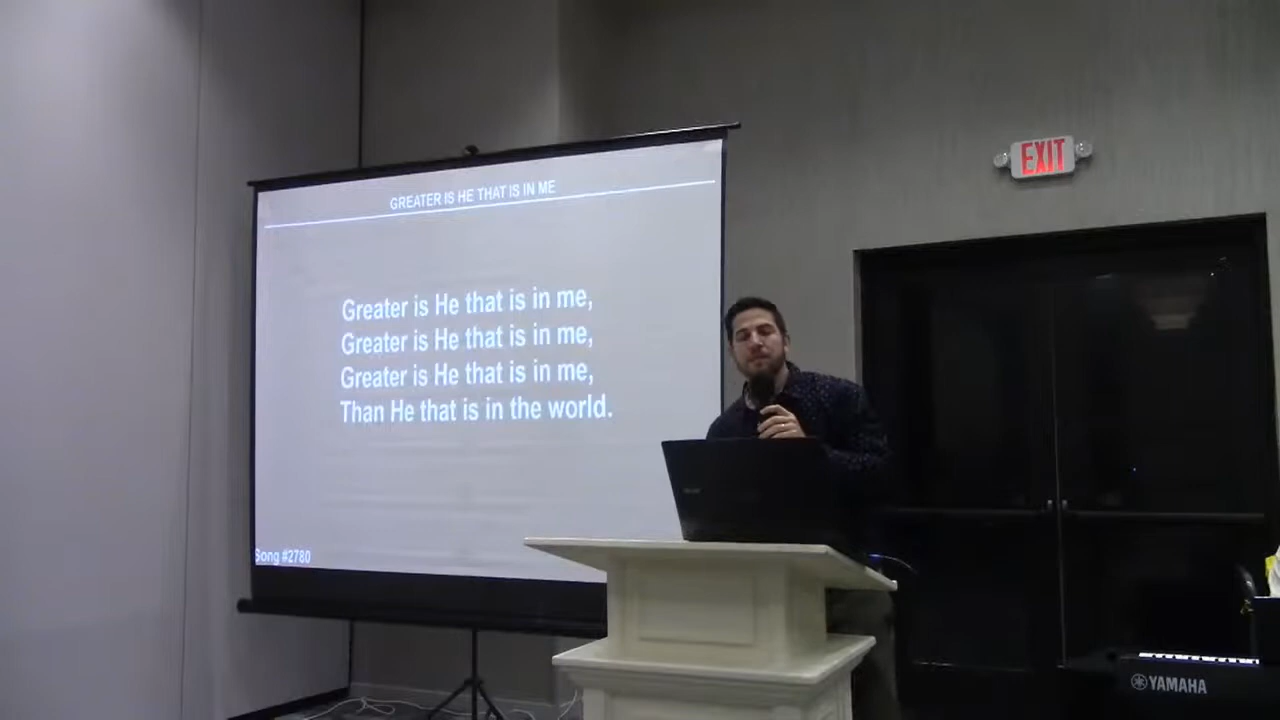 GREATER IS HE THAT IS IN ME
Greater is He that is in me,
Greater is He that is in me,
Greater is He that is in me,
Than He that is in the world.
Song #2780
EXIT
YAMAHA